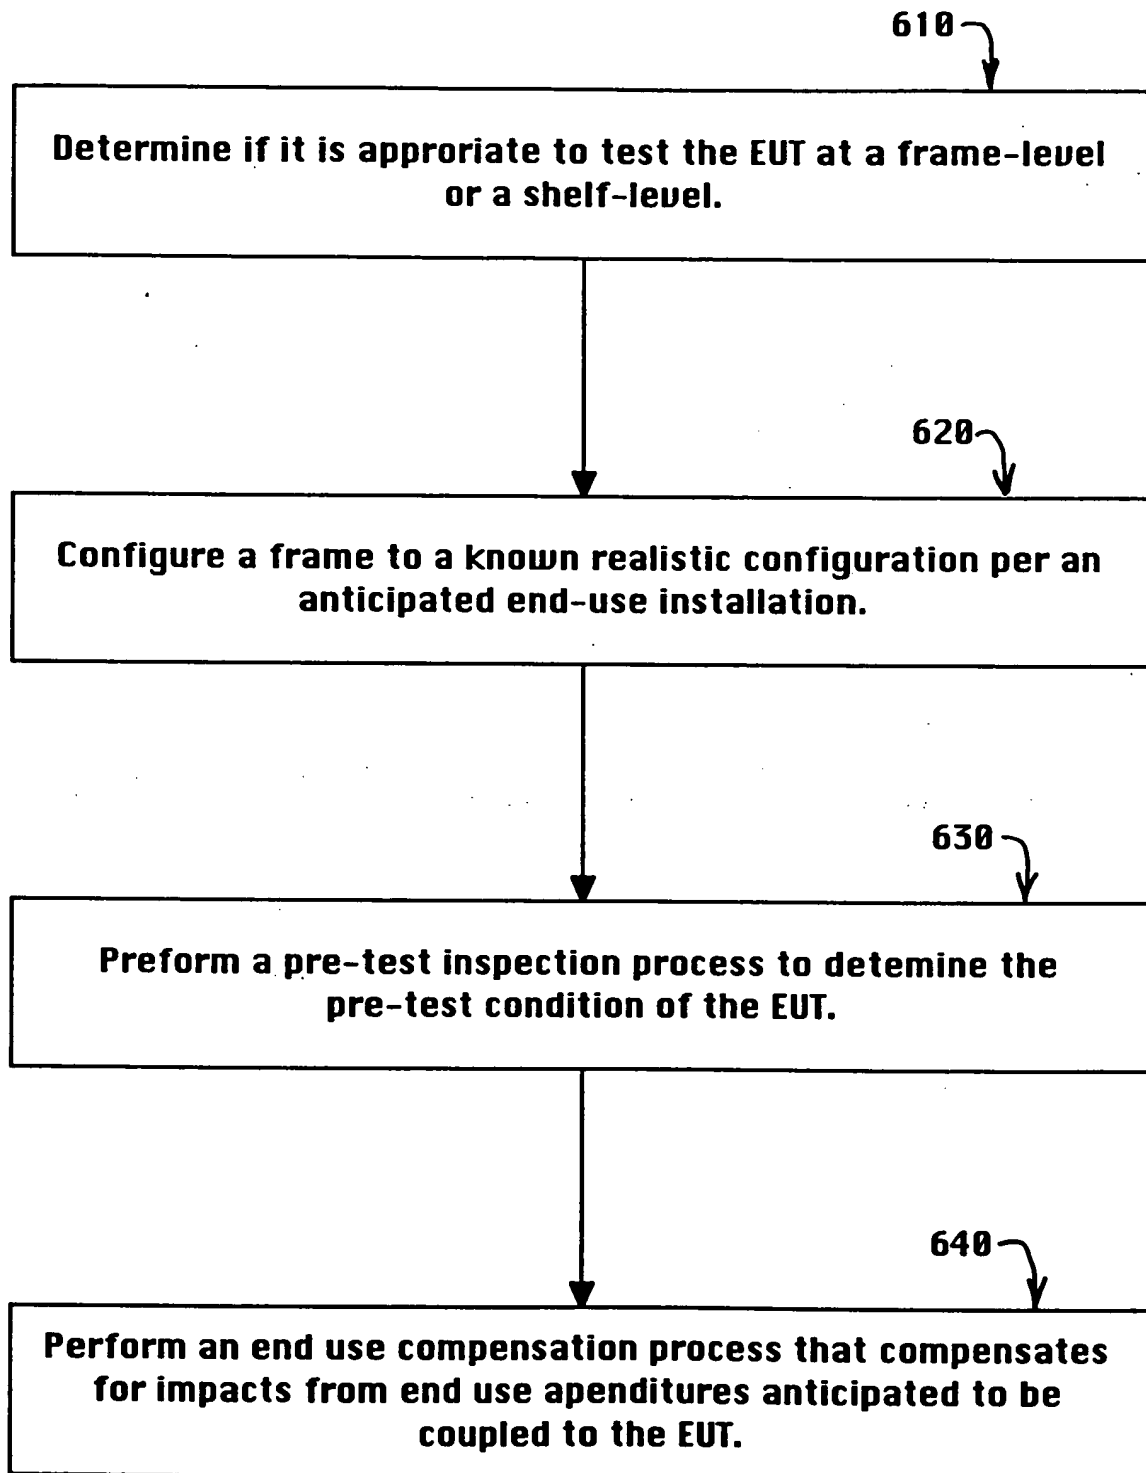 610
Determine if it is approriate to test the EUT at a frame-level
or a shelf-level.
620
Configure a frame to a known realistic configuration per an
anticipated end-use installation.
630
Preform a pre-test inspection process to detemine the
pre-test condition of the EUT.
640
Perform an end use compensation process that compensates
for impacts from end use apenditures anticipated to be
coupled to the EUT.